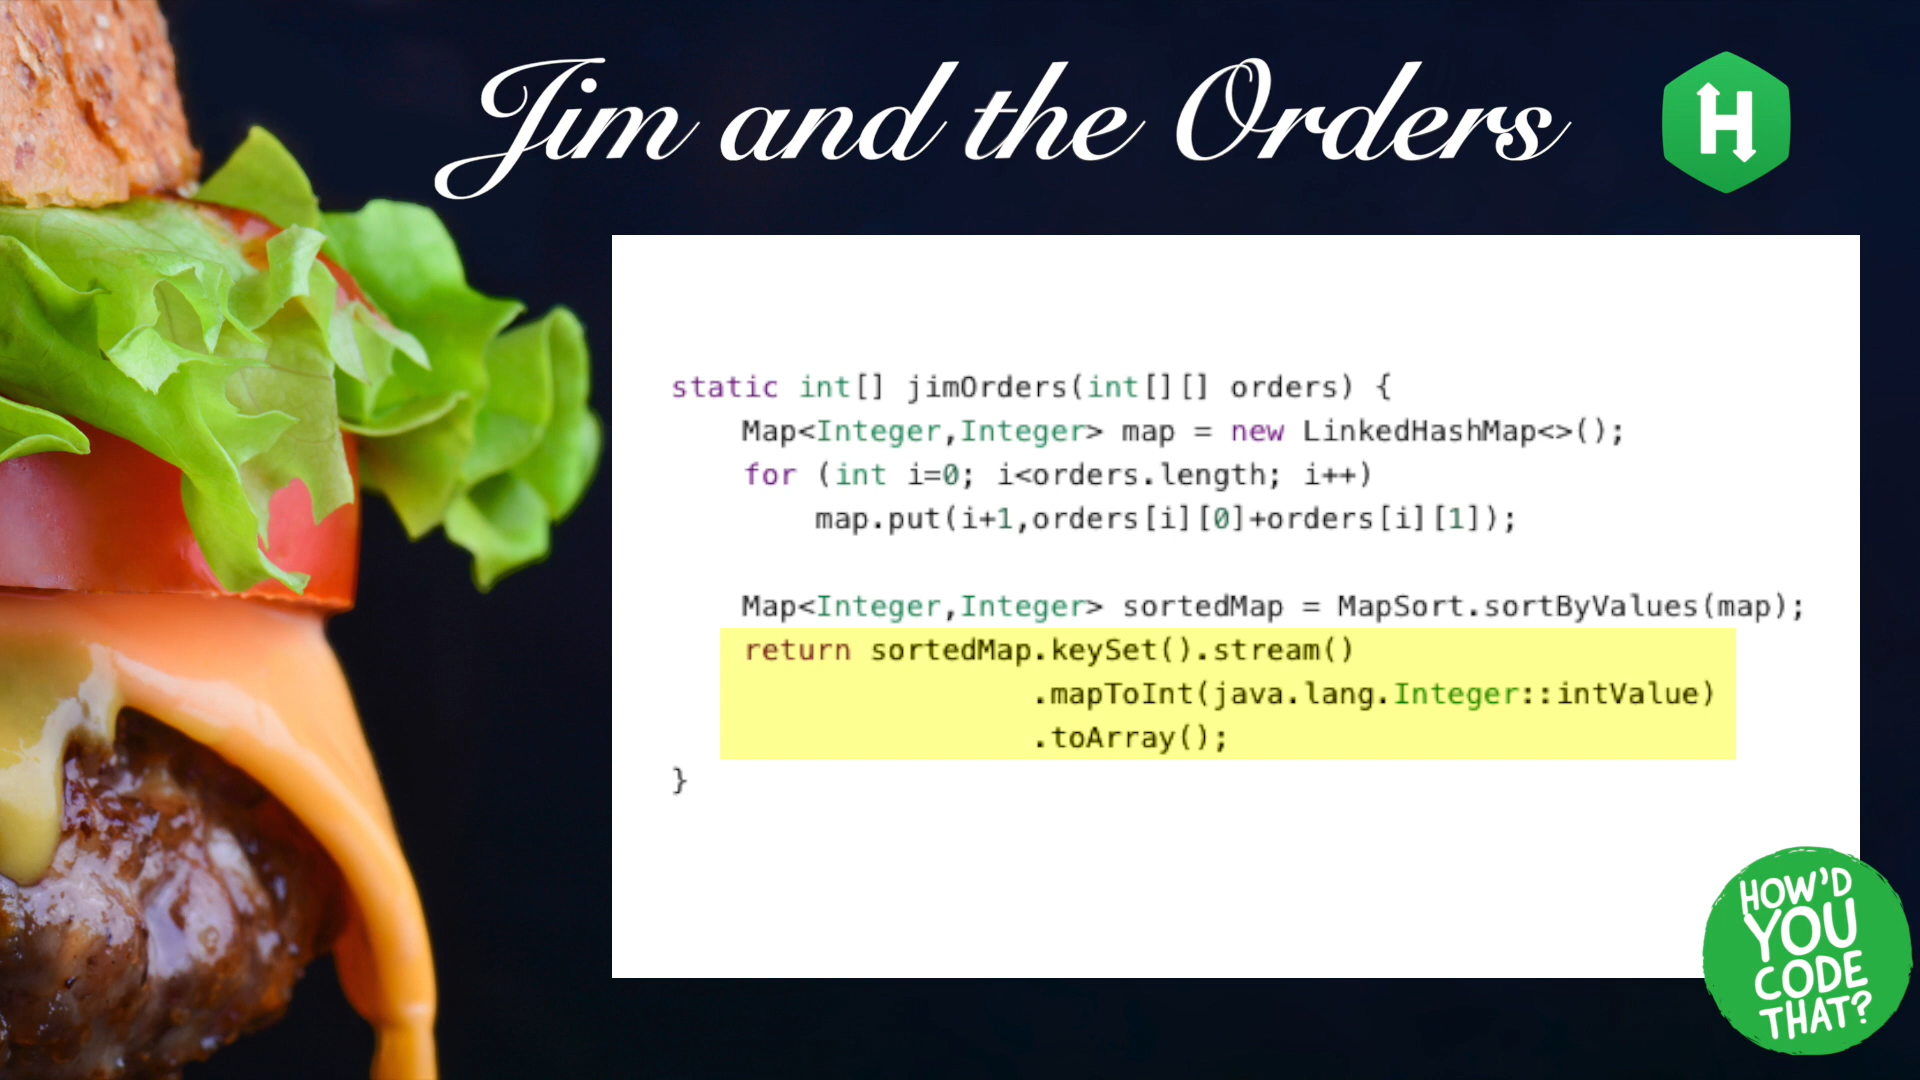 Jim and the Orders
H
static int[] jimOrders(int[][] orders) {
    Map<Integer,Integer> map = new LinkedHashMap<>();
    for (int i=0; i<orders.length; i++)
        map.put(i+1,orders[i][0]+orders[i][1]);
    Map<Integer,Integer> sortedMap = MapSort.sortByValues(map);
    return sortedMap.keySet().stream()
                    .mapToInt(java.lang.Integer::intValue)
                    .toArray();
}
HOW'D
YOU
CODE
THAT?